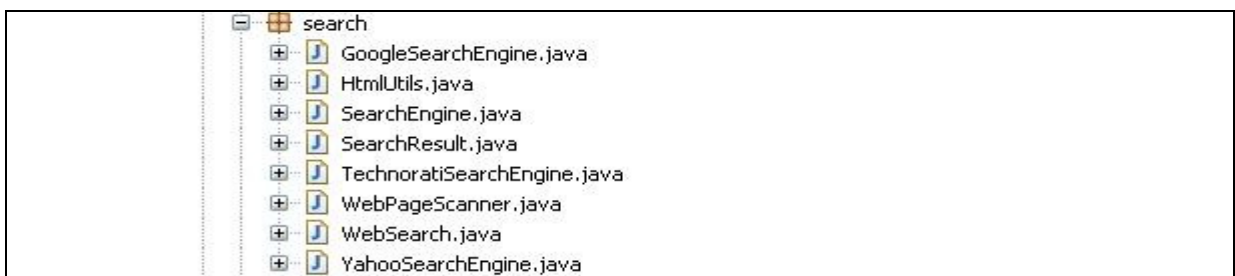 search
GoogleSearchEngine.java
HtmlUtils.java
SearchEngine.java
SearchResult.java
TechnoratiSearchEngine.java
WebPageScanner.java
WebSearch.java
YahooSearchEngine.java